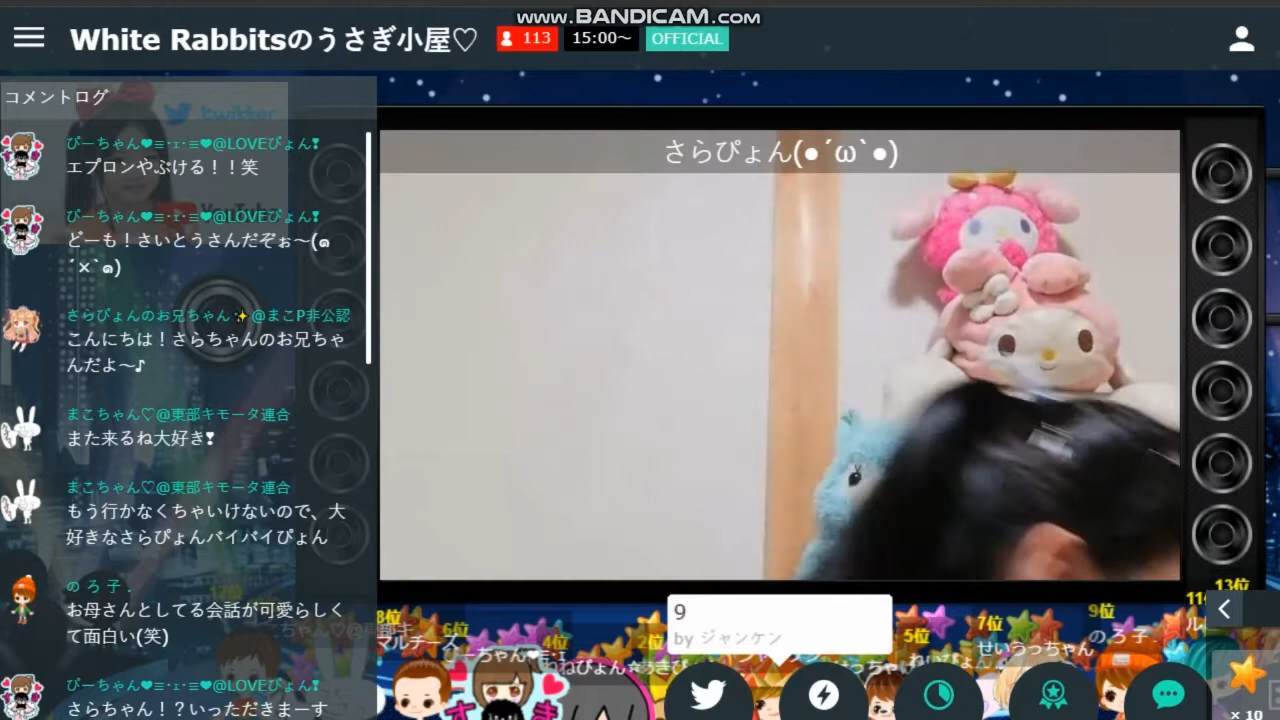 www.BANDICAM.com
White Rabbitsのうさぎ小屋♡
113
15:00〜
OFFICIAL
コメントログ
twitter
YouTube
ぴーちゃん❤≡･ｪ･≡❤@LOVEぴょん❣
エプロンやぶける！！笑
ぴーちゃん❤≡･ｪ･≡❤@LOVEぴょん❣
どーも！さいとうさんだぞぉ〜(๑
´×`๑)
さらぴょんのお兄ちゃん✨@まこP非公認
こんにちは！さらちゃんのお兄ちゃ
んだよ〜♪
まこちゃん♡@東部キモータ連合
また来るね大好き❣
まこちゃん♡@東部キモータ連合
もう行かなくちゃいけないので、大
好きなさらぴょんバイバイぴょん
のろ子.
お母さんとしてる会話が可愛らしく
て面白い(笑)
ぴーちゃん❤≡･ｪ･≡❤@LOVEぴょん❣
さらちゃん！？いっただきまーす
さらぴょん(●´ω`●)
9
by ジャンケン
17位
8位
マルチーズ
6位
4位
2位
5位
7位
せいうっちゃん
9位
のろ子.
13位
× 10